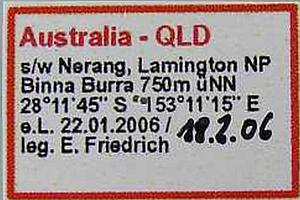 Australia - QLD
s/w Nerang, Lamington NP
Binna Burra 750m üNN
28°11'45" S 153°11'15" E
e.L. 22.01.2006 / 18.2.06
leg. E. Friedrich